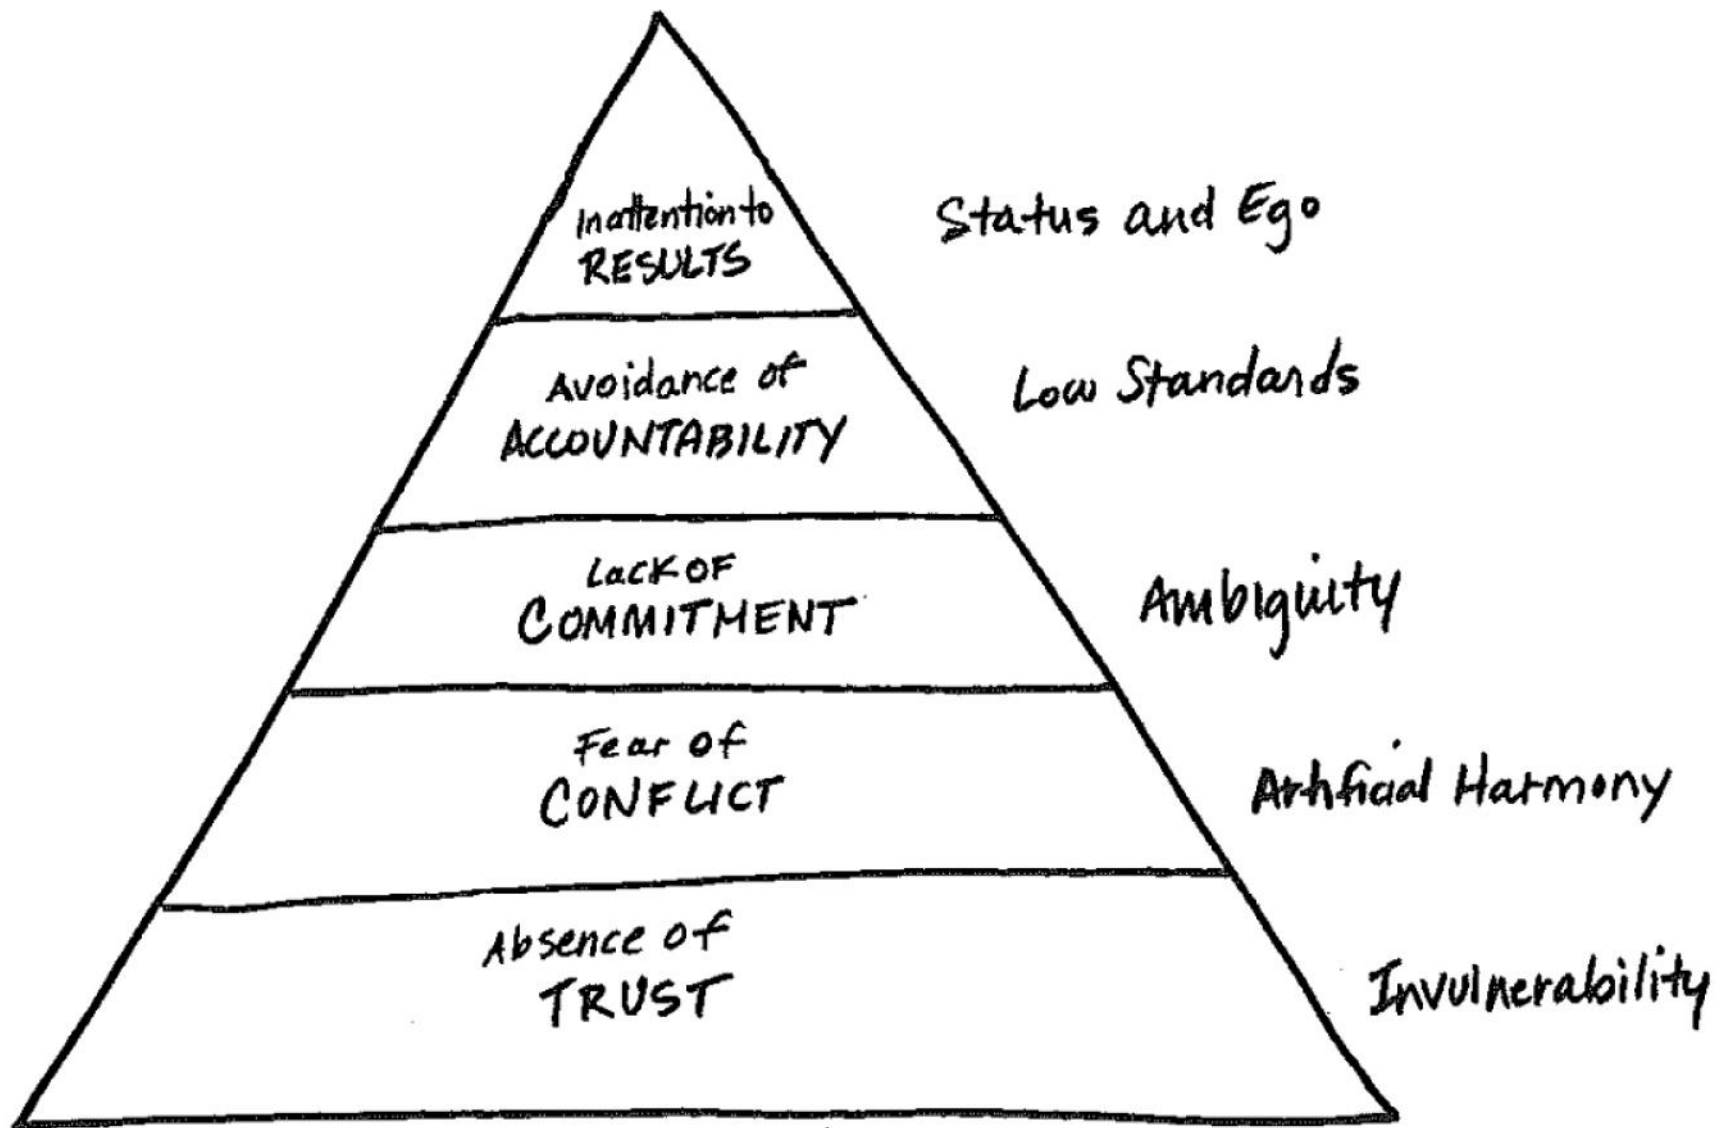 Inattention to
RESULTS
Status and Ego
Avoidance of
ACCOUNTABILITY
Low Standards
Lack OF
COMMITMENT
Ambiguity
Fear of
CONFLICT
Artificial Harmony
Absence of
TRUST
Invulnerability